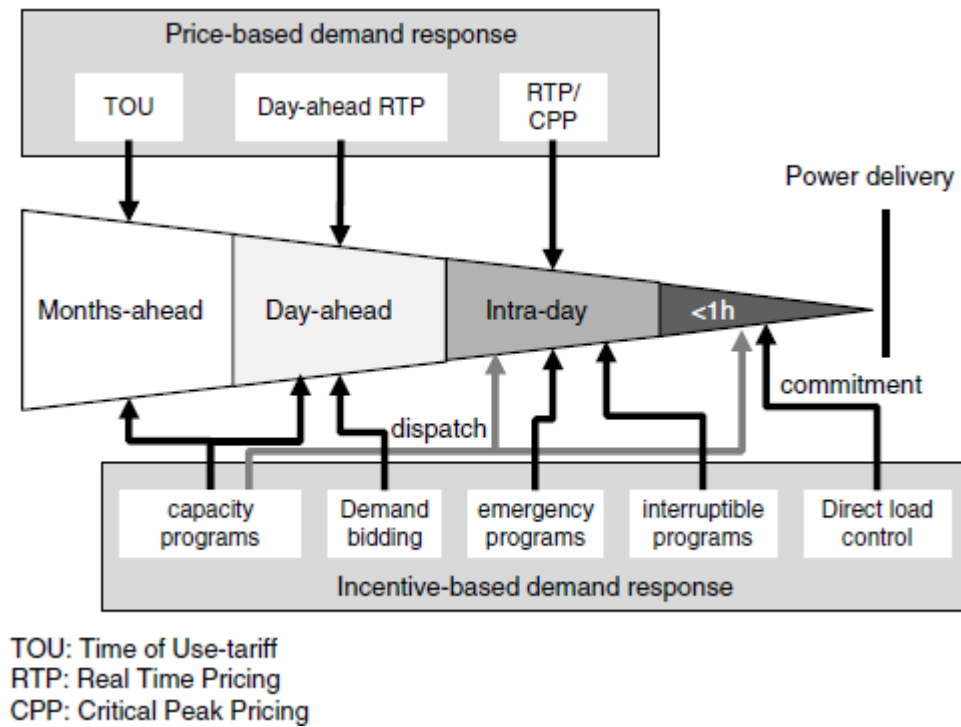 Price-based demand response
TOU
Day-ahead RTP
RTP/
CPP
Power delivery
Months-ahead
Day-ahead
Intra-day
<1h
commitment
dispatch
capacity
programs
Demand
bidding
emergency
programs
interruptible
programs
Direct load
control
Incentive-based demand response
TOU: Time of Use-tariff
RTP: Real Time Pricing
CPP: Critical Peak Pricing